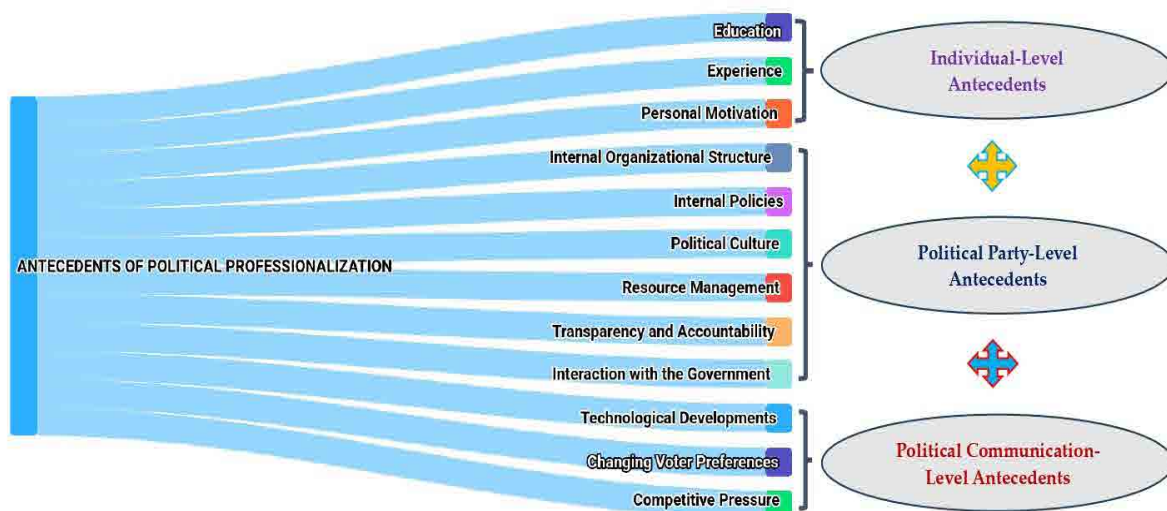 Education
Experience
Personal Motivation
Internal Organizational Structure
Internal Policies
Political Culture
ANTECEDENTS OF POLITICAL PROFESSIONALIZATION
Resource Management
Transparency and Accountability
Interaction with the Government
Technological Developments
Changing Voter Preferences
Competitive Pressure
Individual-Level
Antecedents
Political Party-Level
Antecedents
Political Communication-
Level Antecedents